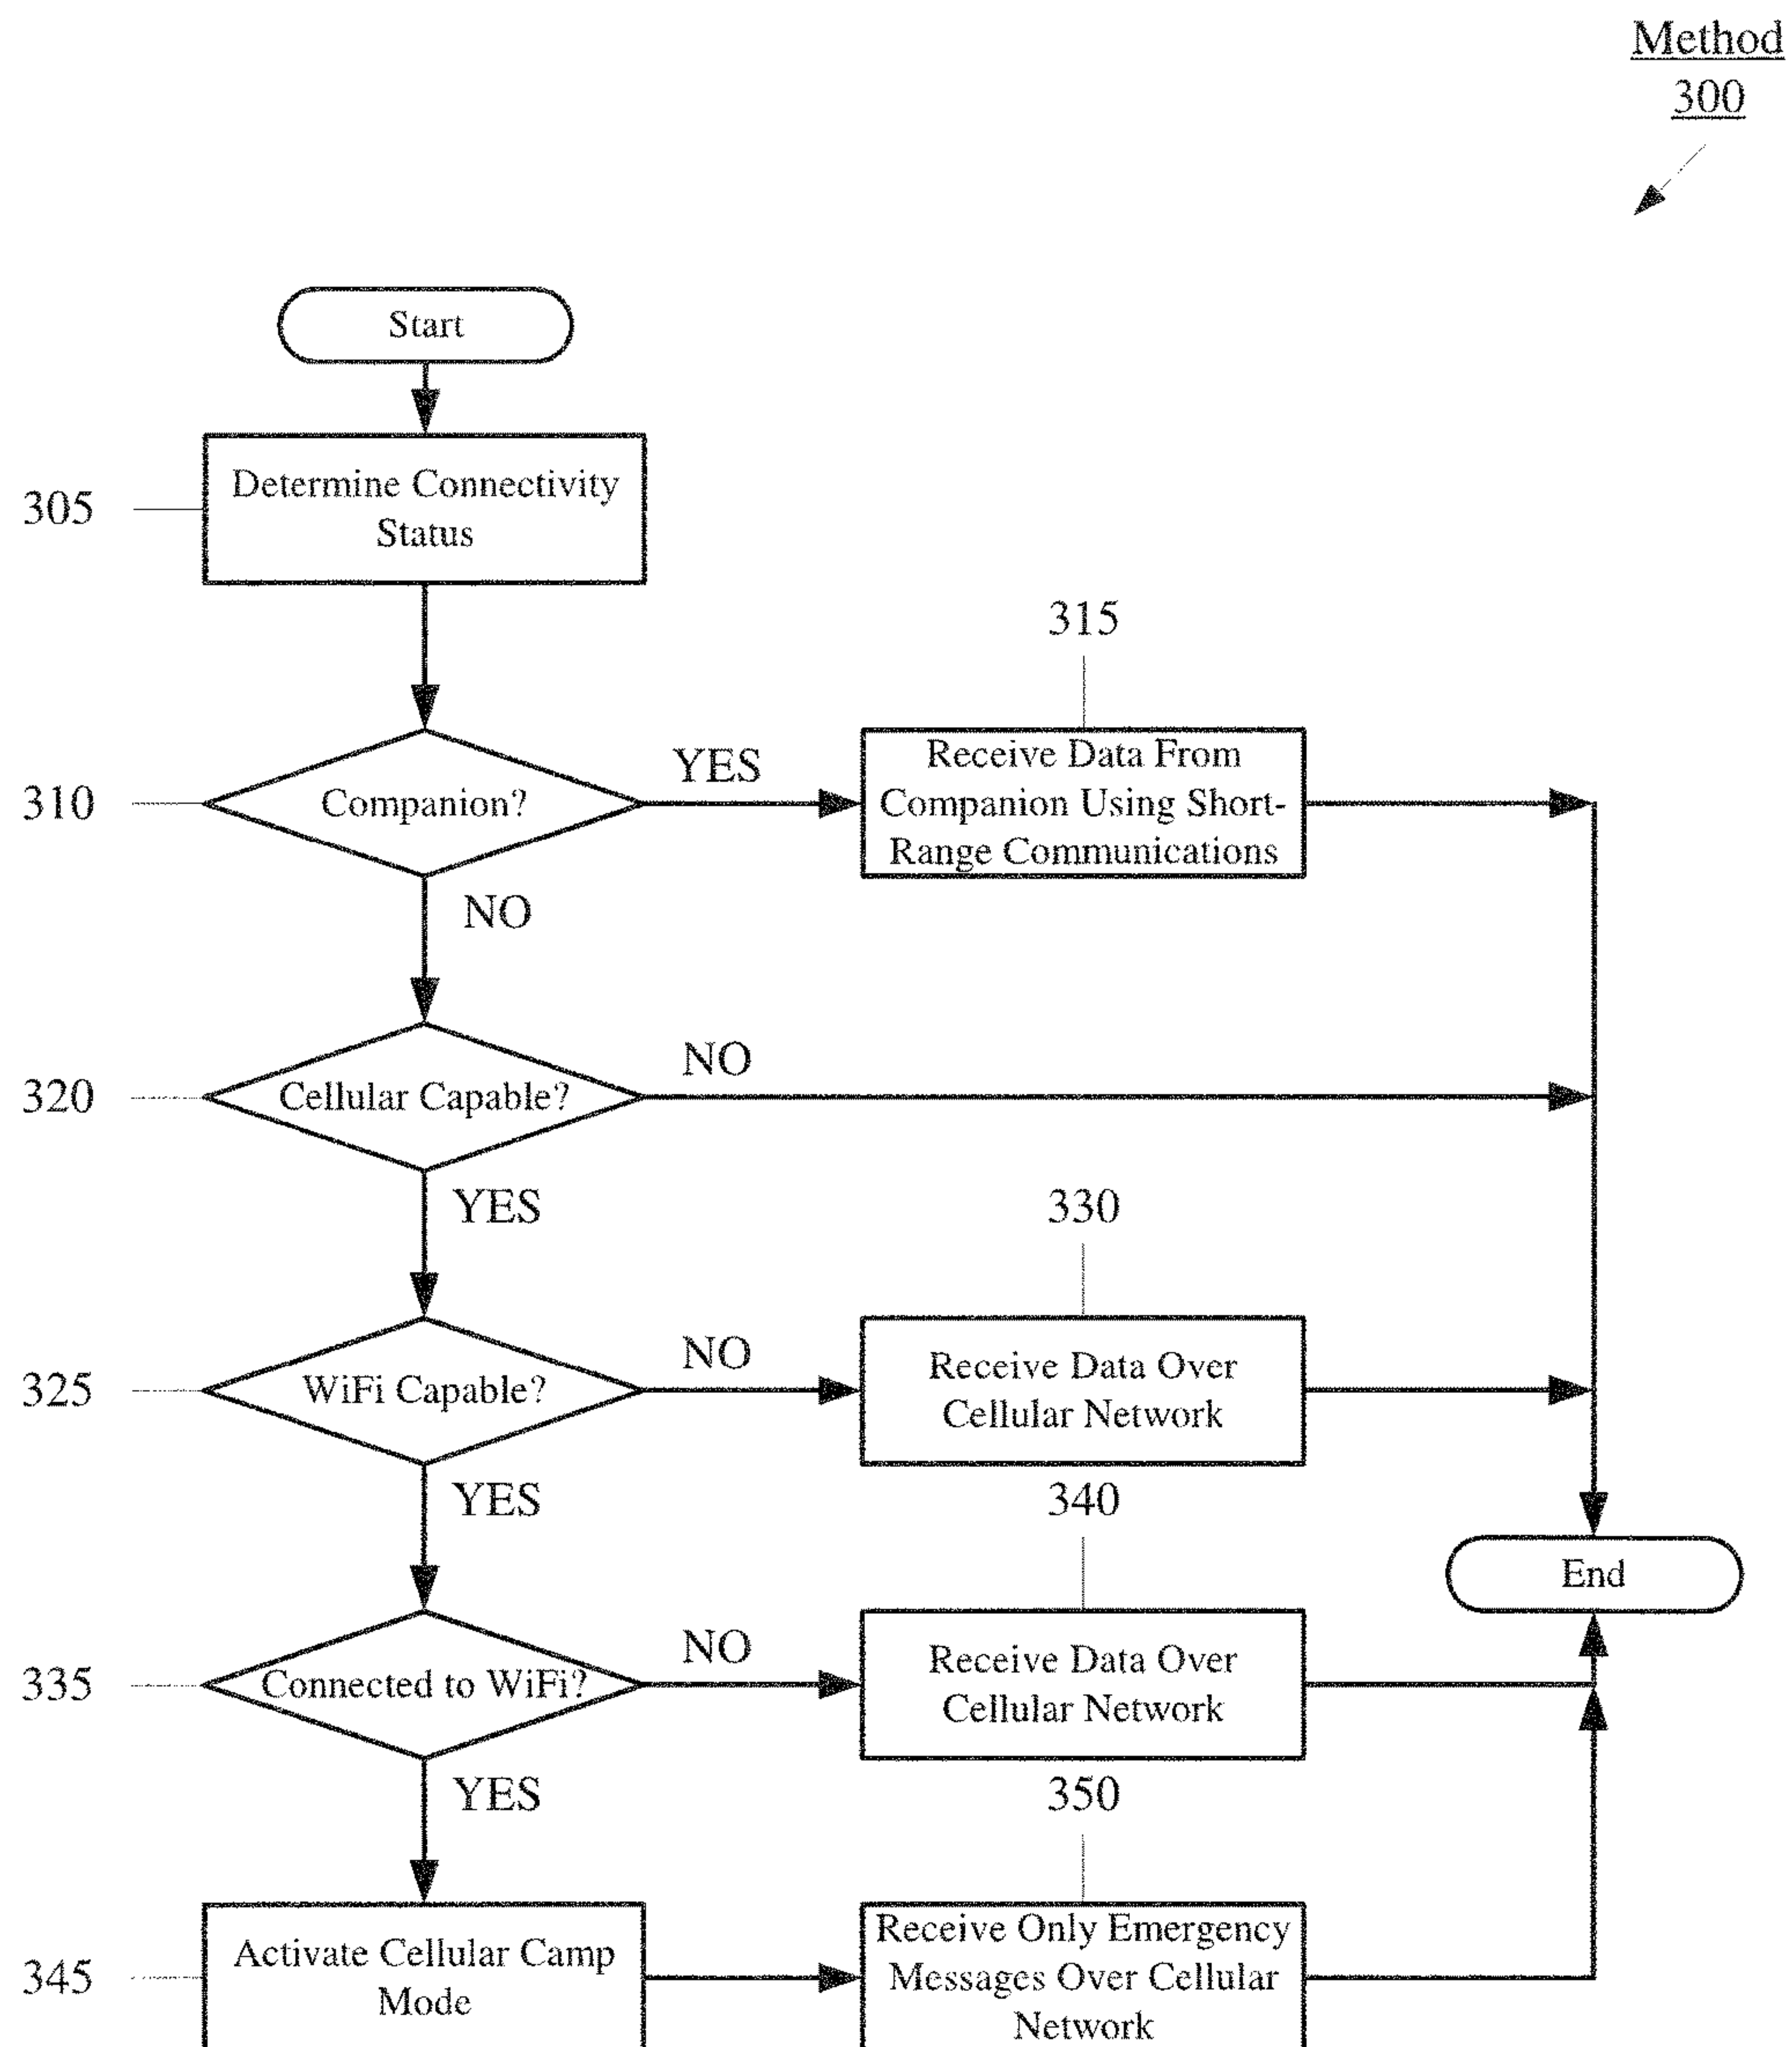 Method
300
Start
305
Determine Connectivity
Status
315
310
Companion?
YES
Receive Data From
Companion Using Short-
Range Communications
NO
320
Cellular Capable?
NO
YES
330
325
WiFi Capable?
NO
Receive Data Over
Cellular Network
YES
340
End
335
Connected to WiFi?
NO
Receive Data Over
Cellular Network
YES
350
345
Activate Cellular Camp
Mode
Receive Only Emergency
Messages Over Cellular
Network